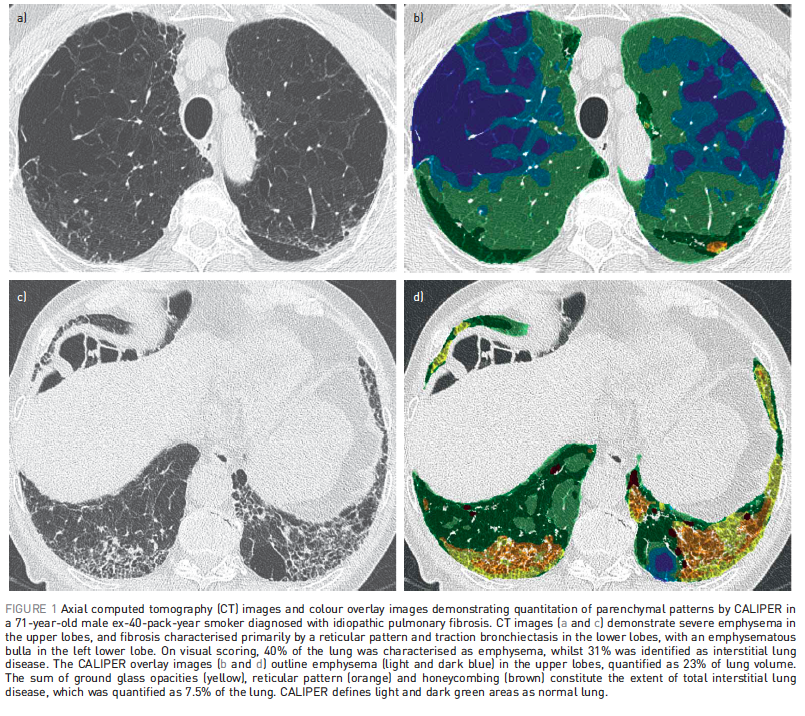 a)
b)
c)
d)
FIGURE 1 Axial computed tomography (CT) images and colour overlay images demonstrating quantitation of parenchymal patterns by CALIPER in
a 71-year-old male ex-40-pack-year smoker diagnosed with idiopathic pulmonary fibrosis. CT images (a and c) demonstrate severe emphysema in
the upper lobes, and fibrosis characterised primarily by a reticular pattern and traction bronchiectasis in the lower lobes, with an emphysematous
bulla in the left lower lobe. On visual scoring, 40% of the lung was characterised as emphysema, whilst 31% was identified as interstitial lung
disease. The CALIPER overlay images (b and d) outline emphysema (light and dark blue) in the upper lobes, quantified as 23% of lung volume.
The sum of ground glass opacities (yellow), reticular pattern (orange) and honeycombing (brown) constitute the extent of total interstitial lung
disease, which was quantified as 7.5% of the lung. CALIPER defines light and dark green areas as normal lung.